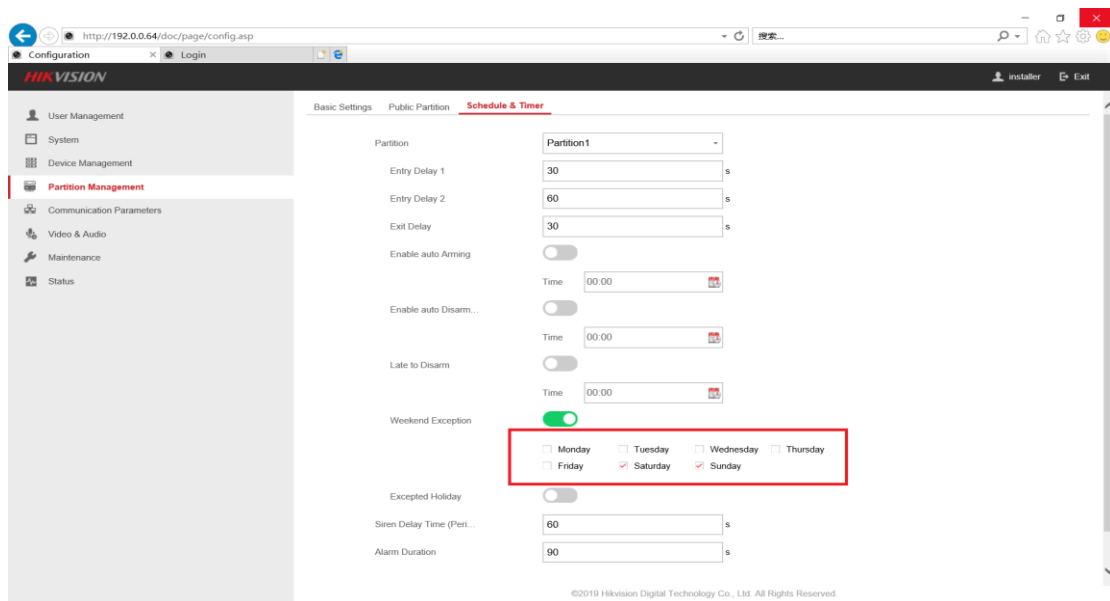 http://192.0.0.64/doc/page/config.asp
搜索...
Configuration
Login
HIKVISION
installer
Exit
User Management
System
Device Management
Partition Management
Communication Parameters
Video & Audio
Maintenance
Status
Basic Settings Public Partition Schedule & Timer
Partition Partition1
Entry Delay 1 30 s
Entry Delay 2 60 s
Exit Delay 30 s
Enable auto Arming
Time 00:00
Enable auto Disarm...
Time 00:00
Late to Disarm
Time 00:00
Weekend Exception
Monday Tuesday Wednesday Thursday
Friday Saturday Sunday
Excepted Holiday
Siren Delay Time (Peri... 60 s
Alarm Duration 90 s
©2019 Hikvision Digital Technology Co., Ltd. All Rights Reserved.